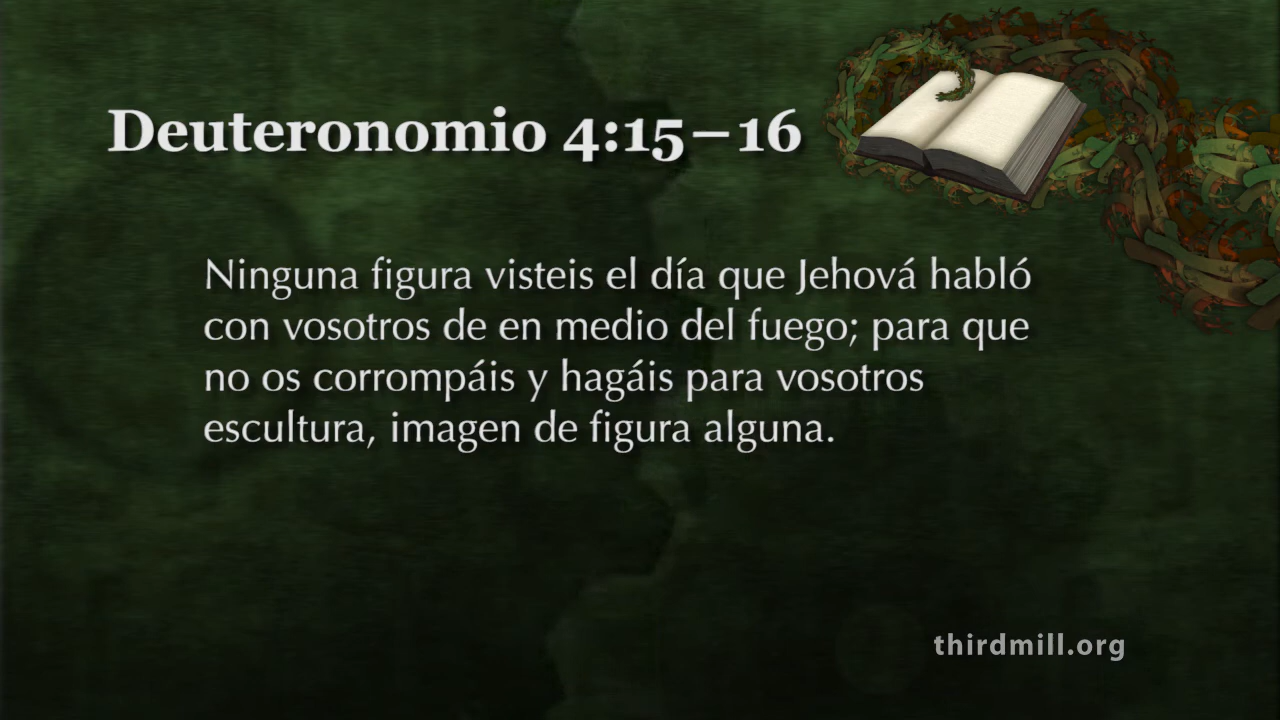 Deuteronomio 4:15–16
Ninguna figura visteis el día que Jehová habló
con vosotros de en medio del fuego; para que
no os corrompáis y hagáis para vosotros
escultura, imagen de figura alguna.
thirdmill.org